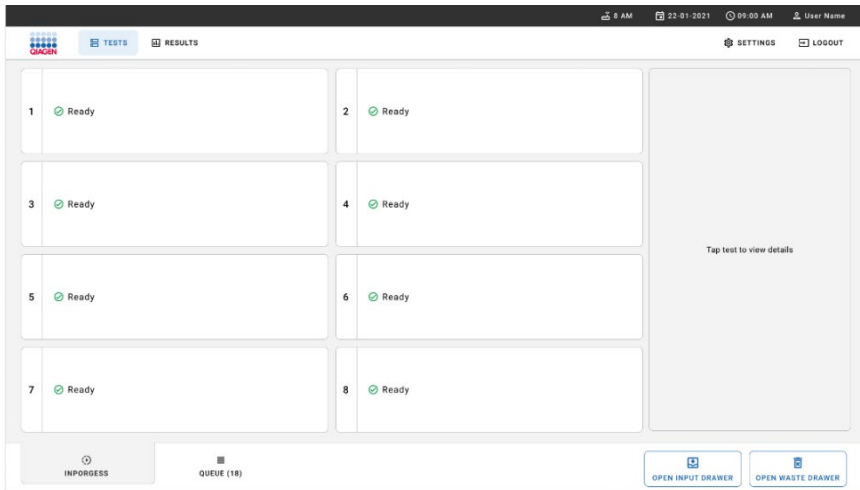 8 AM 22-01-2021 09:00 AM User Name
QIAGEN TESTS RESULTS SETTINGS LOGOUT
1 Ready 2 Ready
3 Ready 4 Ready
Tap test to view details
5 Ready 6 Ready
7 Ready 8 Ready
INPORGESS QUEUE (18) OPEN INPUT DRAWER OPEN WASTE DRAWER